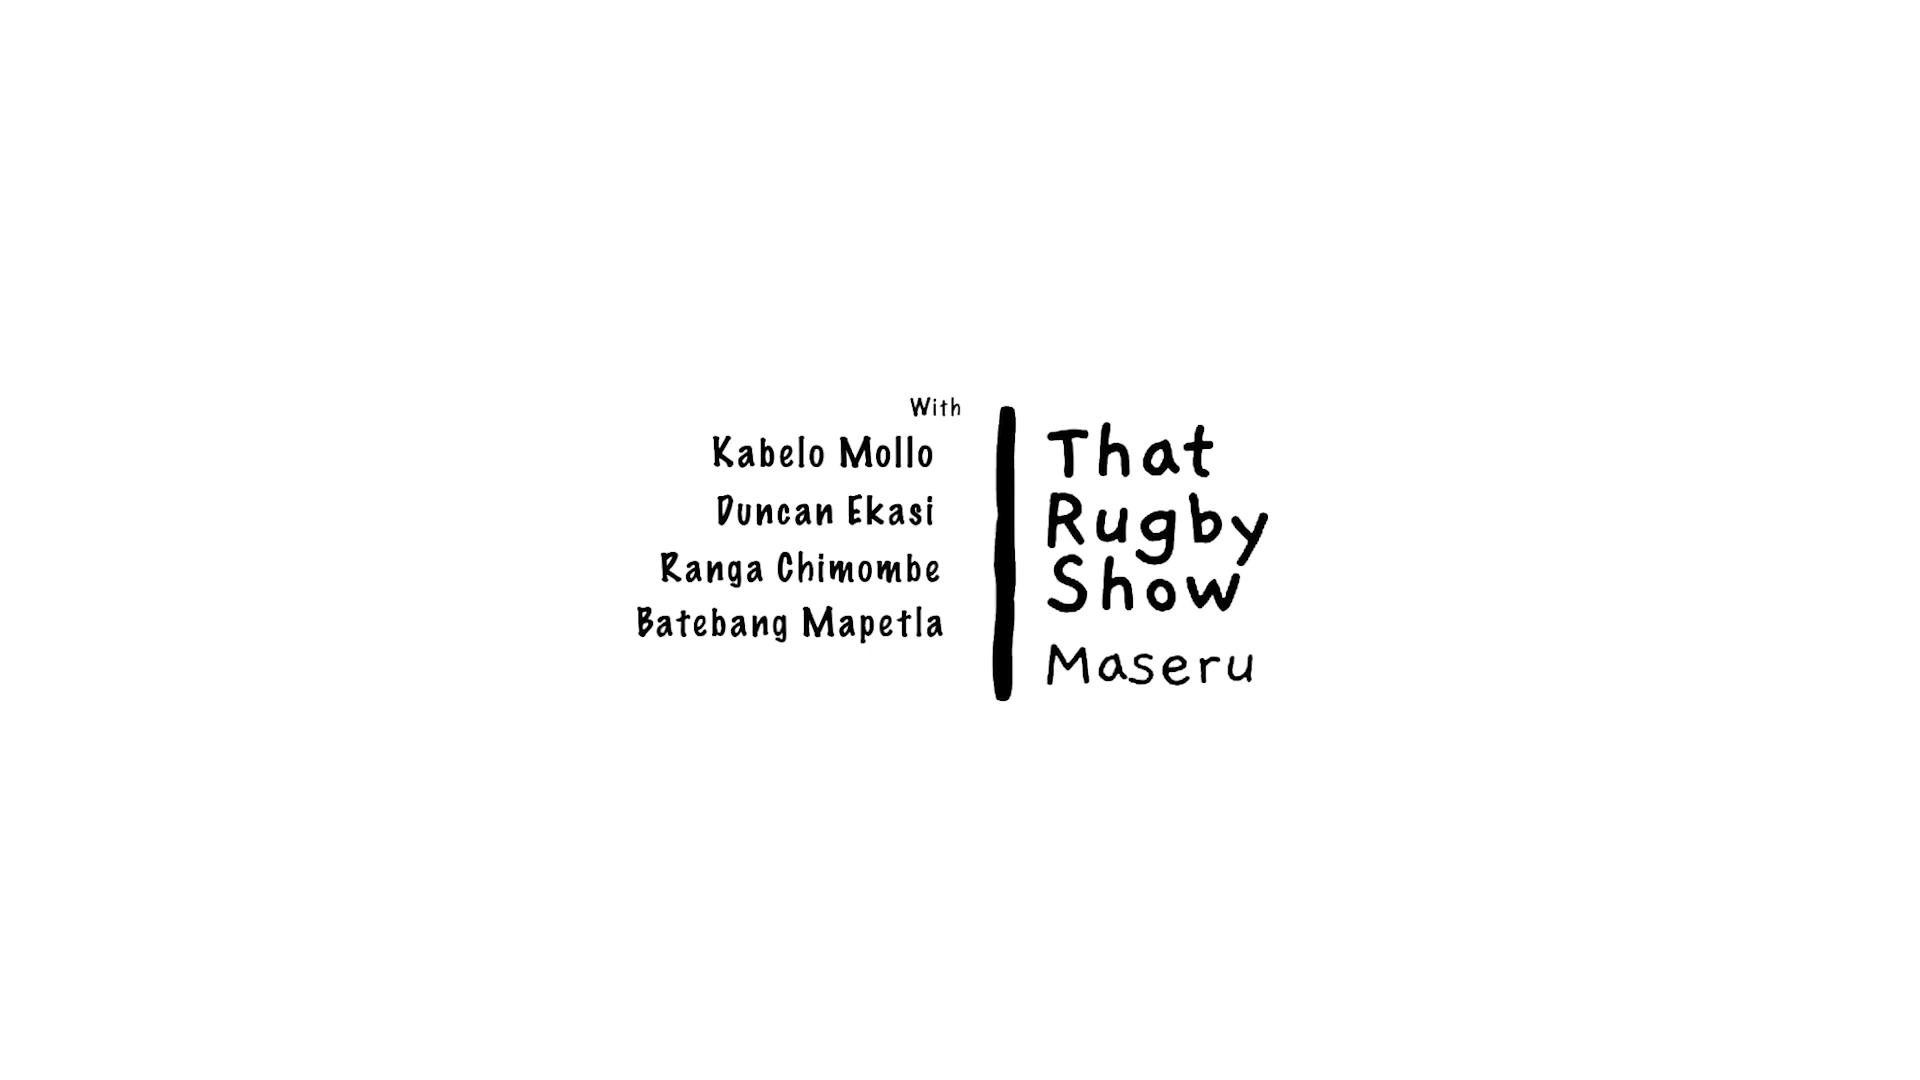 With
Kabelo Mollo
Duncan Ekasi
Ranga Chimombe
Batebang Mapetla
That
Rugby
Show
Maseru